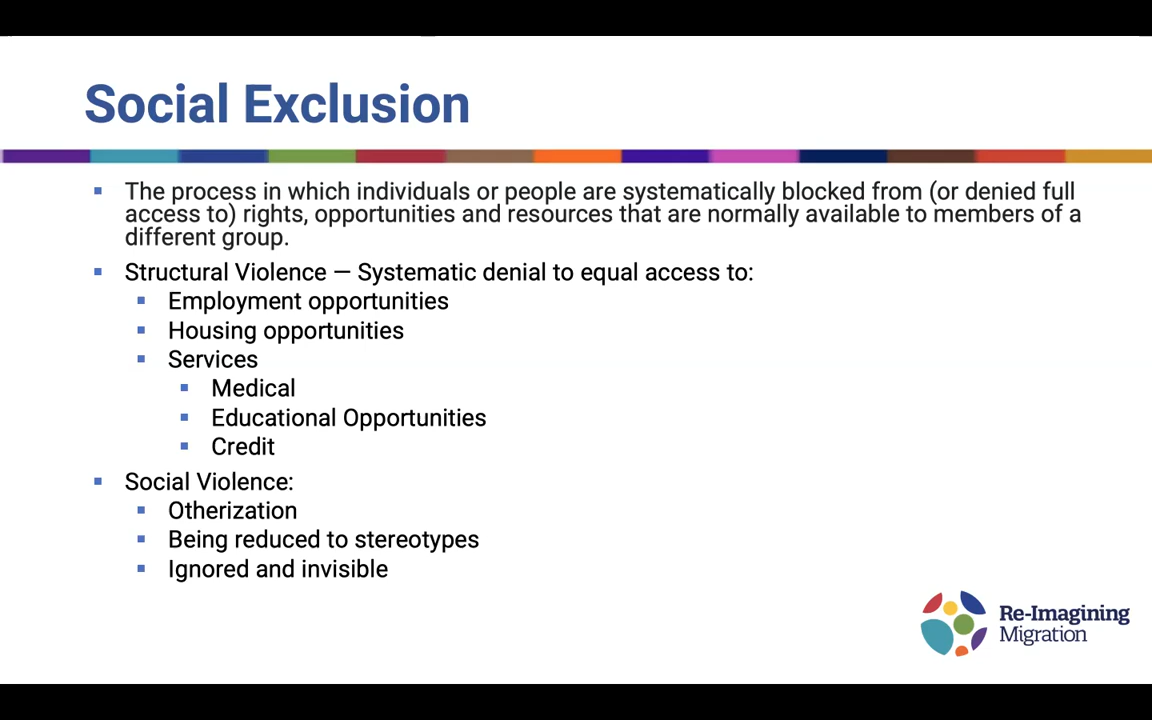 Social Exclusion
The process in which individuals or people are systematically blocked from (or denied full
access to) rights, opportunities and resources that are normally available to members of a
different group.
Structural Violence — Systematic denial to equal access to:
Employment opportunities
Housing opportunities
Services
Medical
Educational Opportunities
Credit
Social Violence:
Otherization
Being reduced to stereotypes
Ignored and invisible
Re-Imagining
Migration